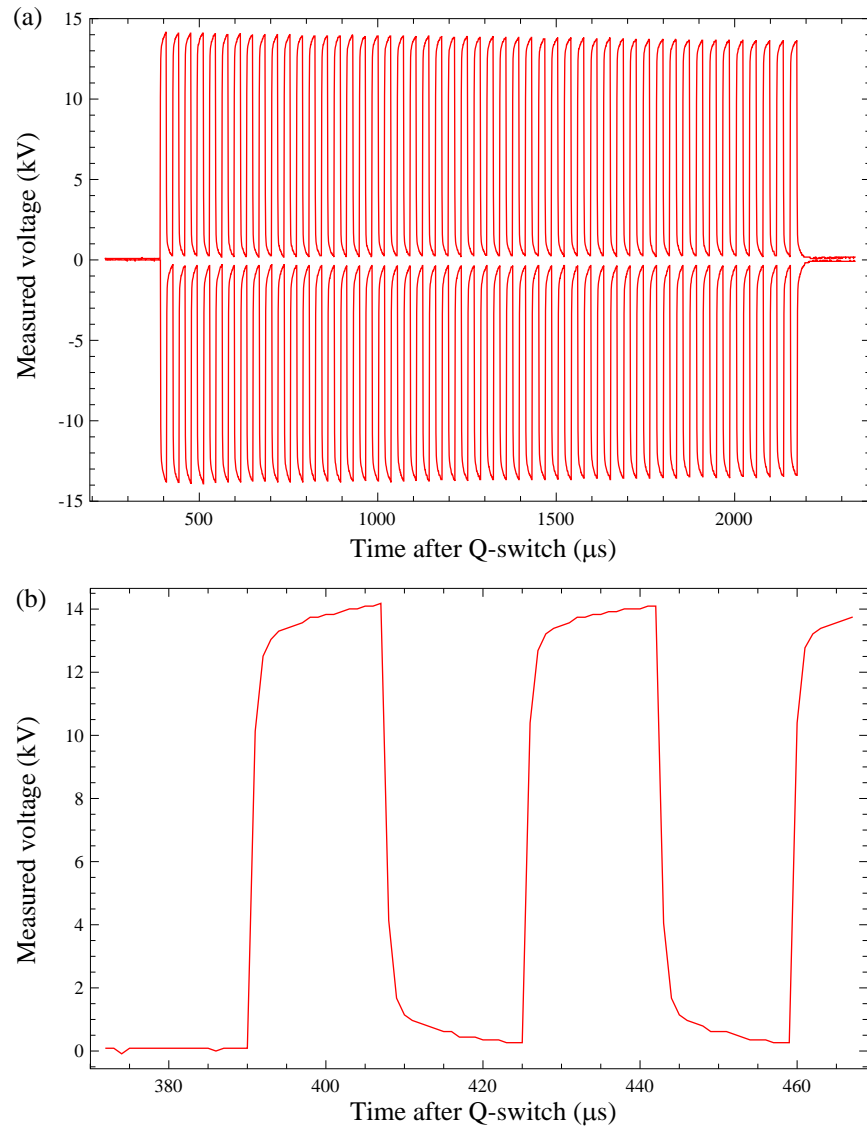 (a)
15
10
5
0
-5
-10
-15
Measured voltage (kV)
500 1000 1500 2000
Time after Q-switch (μs)
(b)
14
12
10
8
6
4
2
0
Measured voltage (kV)
380 400 420 440 460
Time after Q-switch (μs)